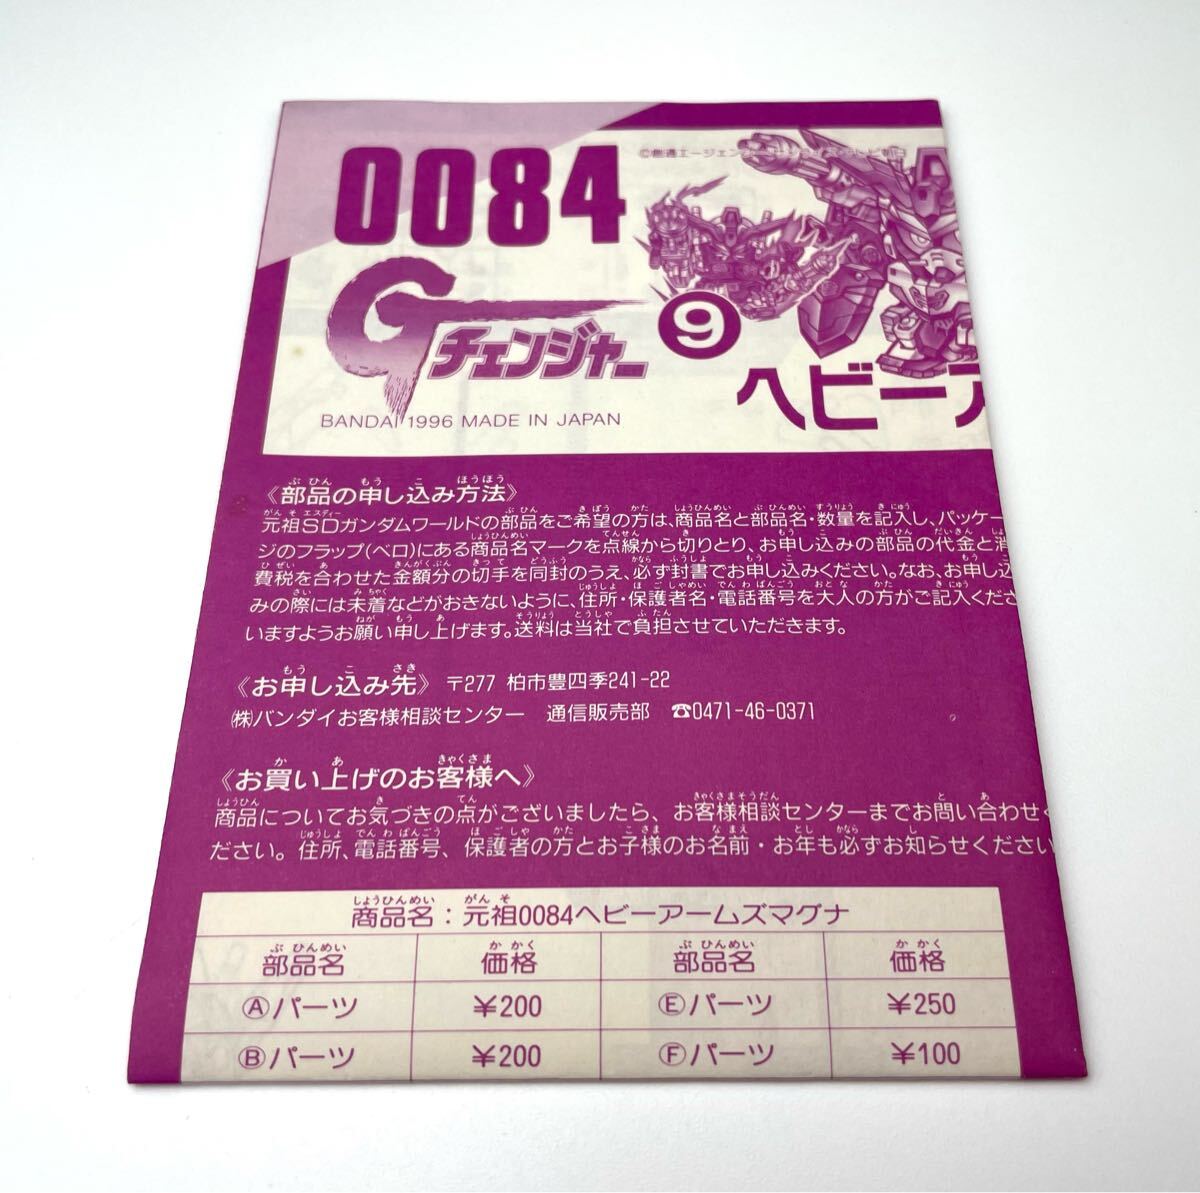 0084
Gチェンジャー
⑨
ヘビーア
BANDAI 1996 MADE IN JAPAN
《部品の申し込み方法》
元祖SDガンダムワールドの部品をご希望の方は、商品名と部品名・数量を記入し、パッケー
ジのフラップ(ベロ)にある商品名マークを点線から切りとり、お申し込みの部品の代金と消
費税を合わせた金額分の切手を同封のうえ、必ず封書でお申し込みください。なお、お申し込
みの際には未着などがおきないように、住所・保護者名・電話番号を大人の方がご記入くださ
いますようお願い申し上げます。送料は当社で負担させていただきます。
《お申し込み先》 〒277 柏市豊四季241-22
㈱バンダイお客様相談センター 通信販売部 ☎0471-46-0371
《お買い上げのお客様へ》
商品についてお気づきの点がございましたら、お客様相談センターまでお問い合わせく
ださい。住所、電話番号、保護者の方とお子様のお名前・お年も必ずお知らせください
商品名：元祖0084ヘビーアームズマグナ
部品名 価格 部品名 価格
Ⓐパーツ ¥200 Ⓔパーツ ¥250
Ⓑパーツ ¥200 Ⓕパーツ ¥100